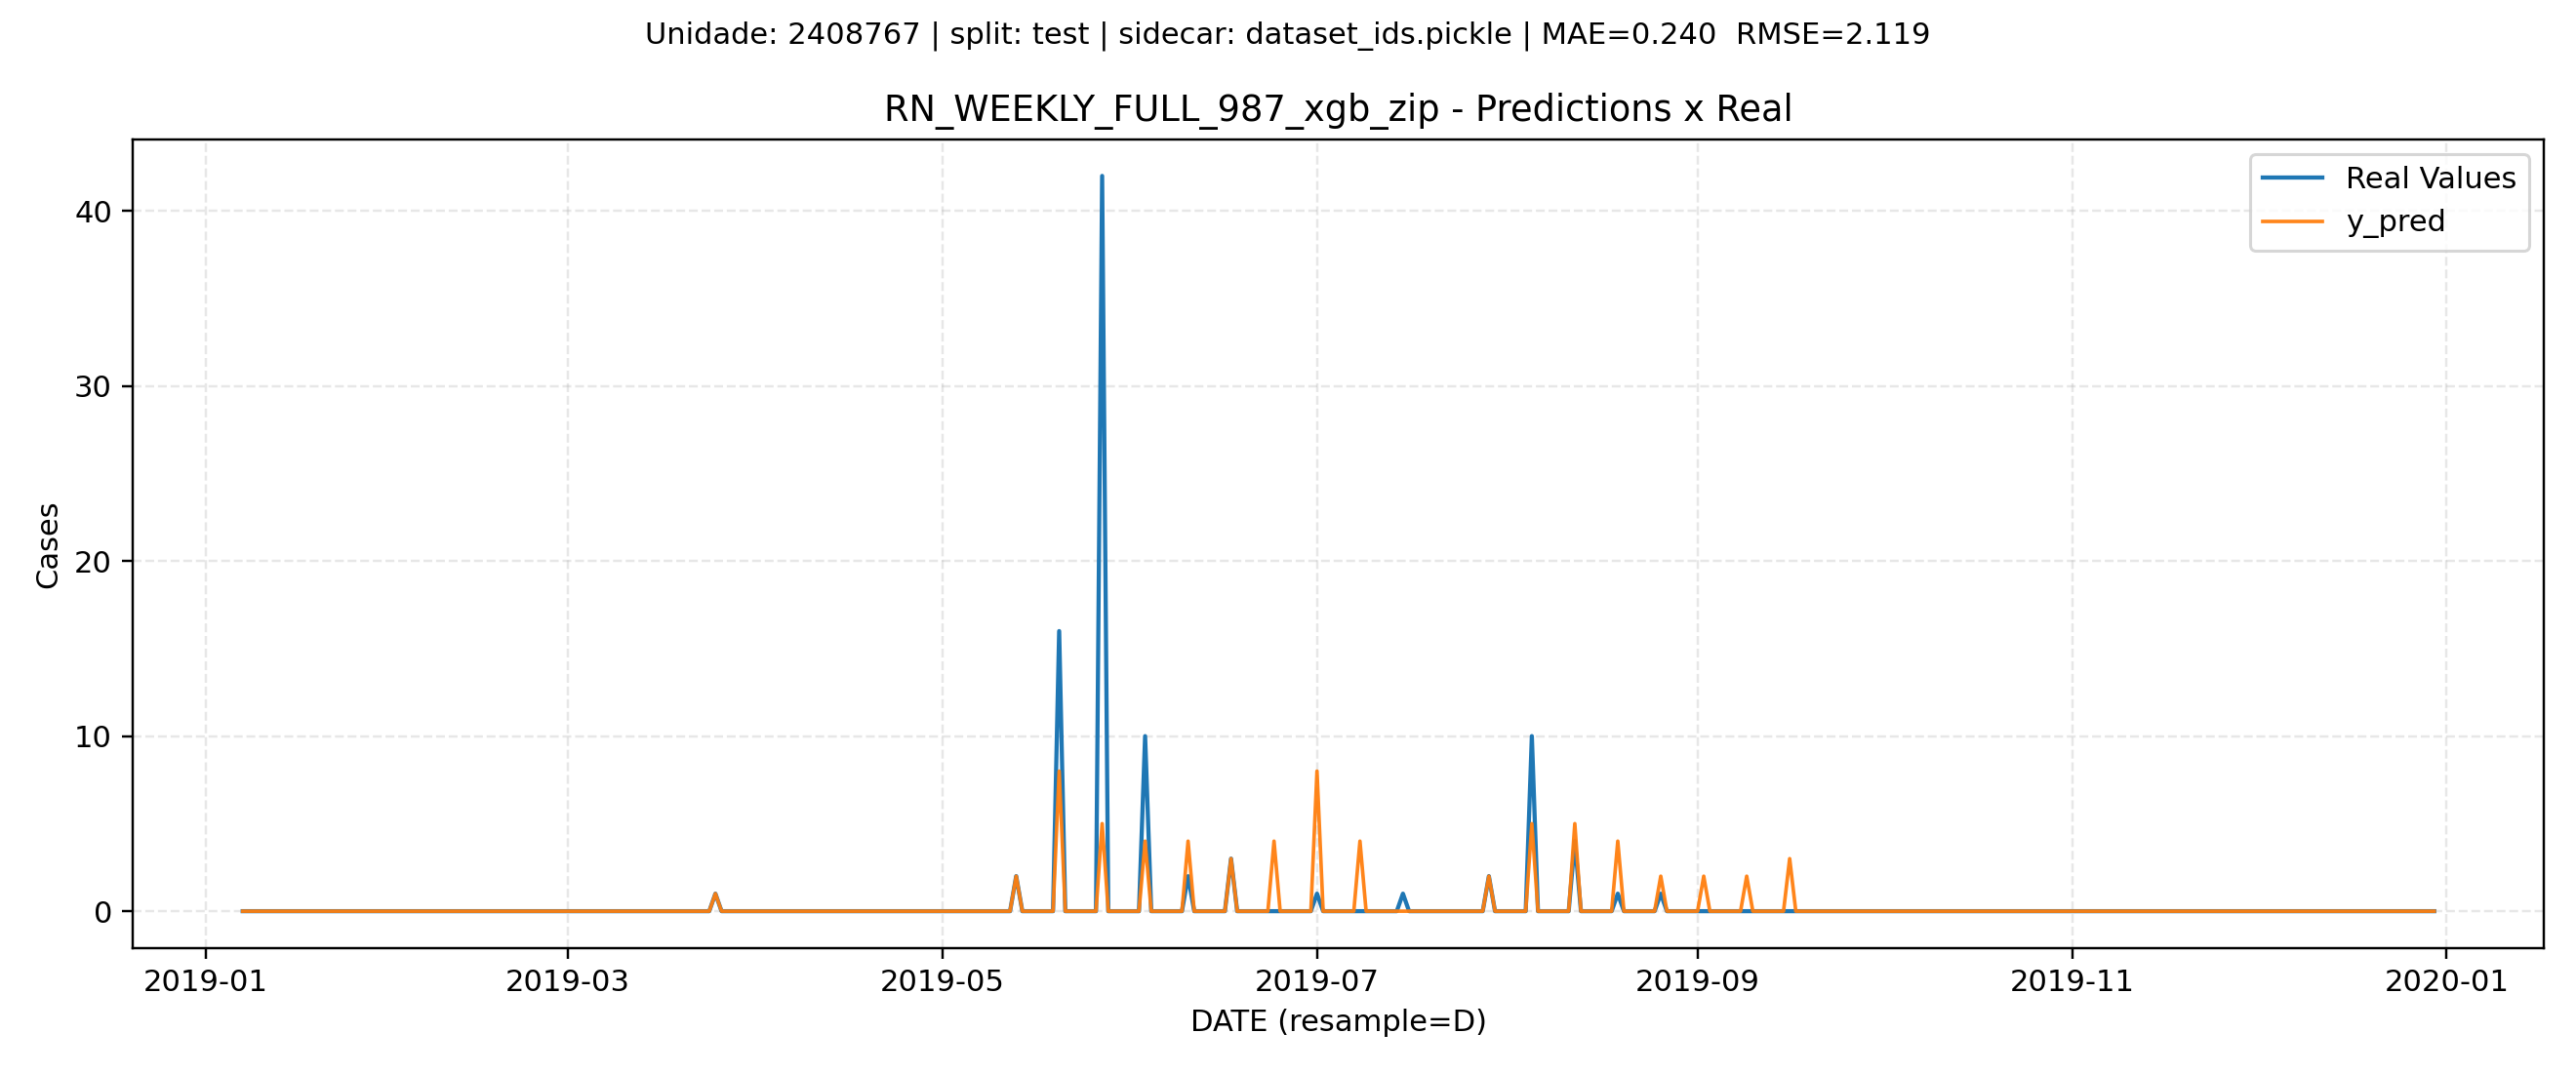 Unidade: 2408767 | split: test | sidecar: dataset_ids.pickle | MAE=0.240  RMSE=2.119
RN_WEEKLY_FULL_987_xgb_zip - Predictions x Real
Real Values
y_pred
40
30
20
10
0
Cases
2019-01
2019-03
2019-05
2019-07
2019-09
2019-11
2020-01
DATE (resample=D)